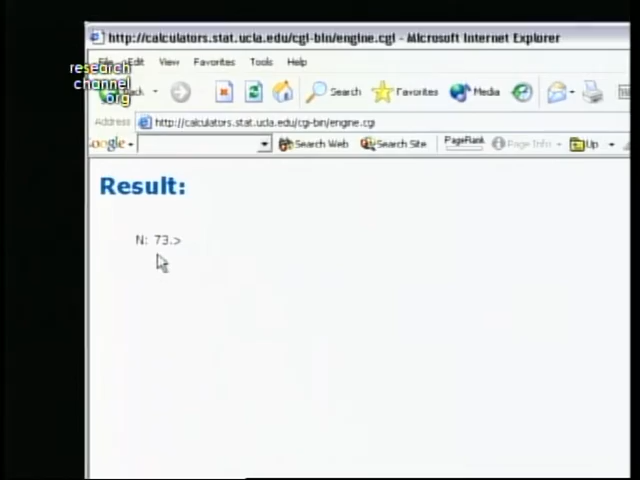 http://calculators.stat.ucla.edu/cgi-bin/engine.cgi - Microsoft Internet Explorer
File Edit View Favorites Tools Help
research
channel
.org
Back Search Favorites Media
Address http://calculators.stat.ucla.edu/cgi-bin/engine.cgi
oogle Search Web Search Site PageRank Page Info Up
Result:
N: 73.>